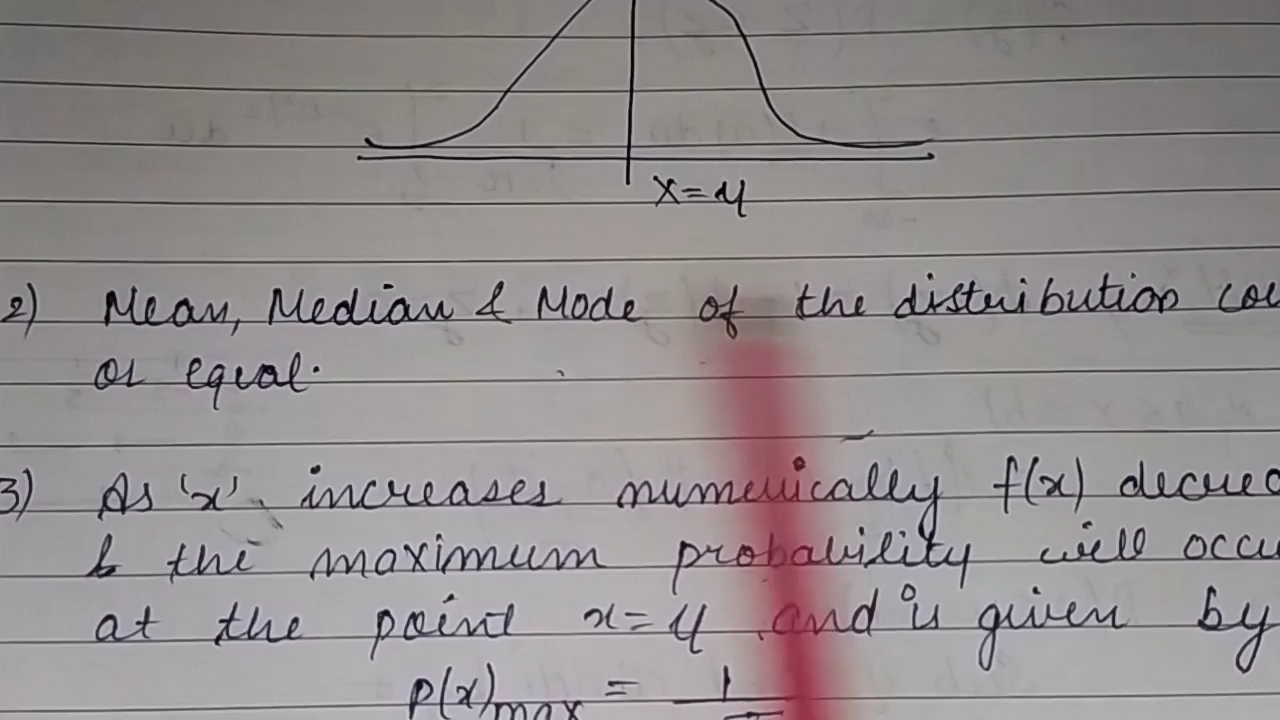 x=μ
2) Mean, Median & Mode of the distribution
or equal.
3) As 'x', increases numerically f(x)
& the maximum probability will
at the point x=μ and is given by
P(x)max = 1